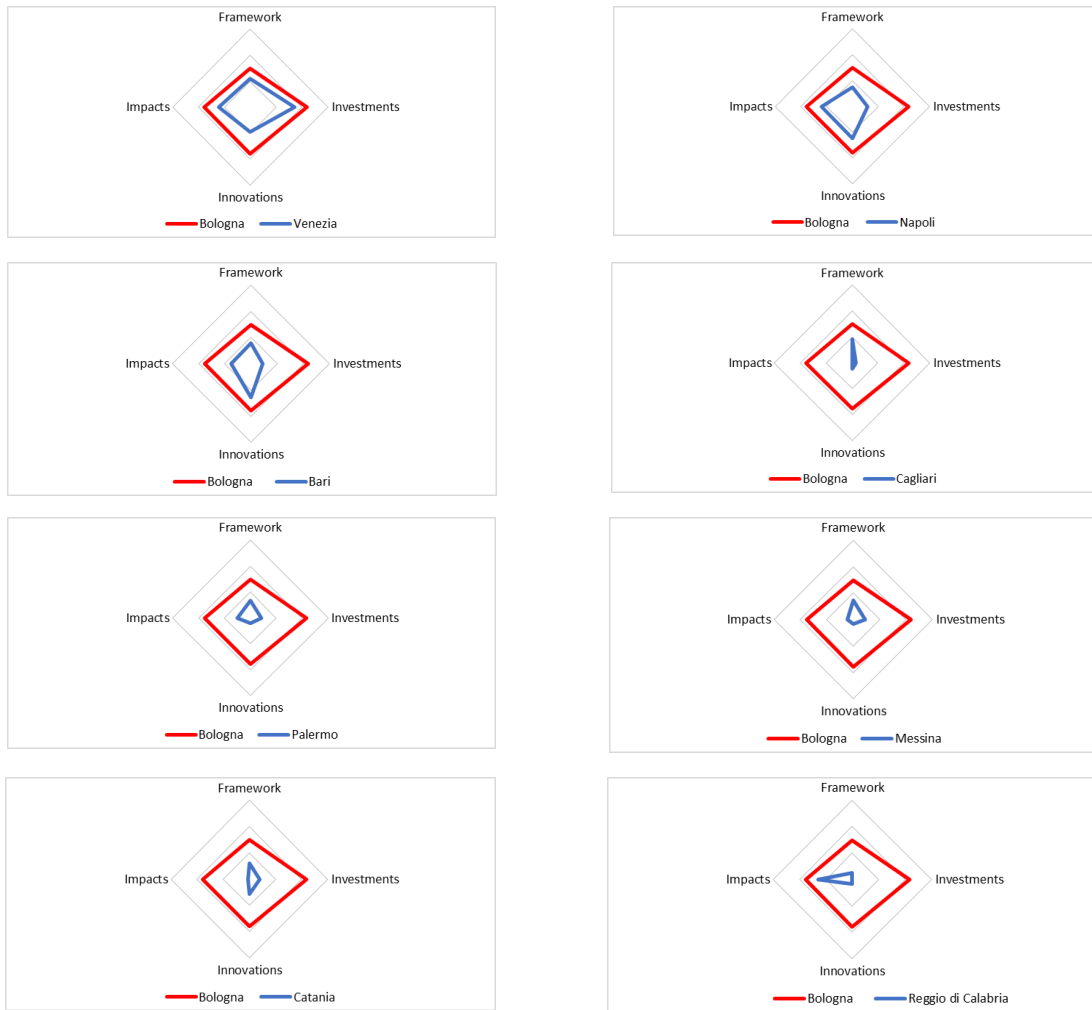 Framework
Impacts
Investments
Innovations
Bologna Venezia
Framework
Impacts
Investments
Innovations
Bologna Napoli
Framework
Impacts
Investments
Innovations
Bologna Bari
Framework
Impacts
Investments
Innovations
Bologna Cagliari
Framework
Impacts
Investments
Innovations
Bologna Palermo
Framework
Impacts
Investments
Innovations
Bologna Messina
Framework
Impacts
Investments
Innovations
Bologna Catania
Framework
Impacts
Investments
Innovations
Bologna Reggio di Calabria